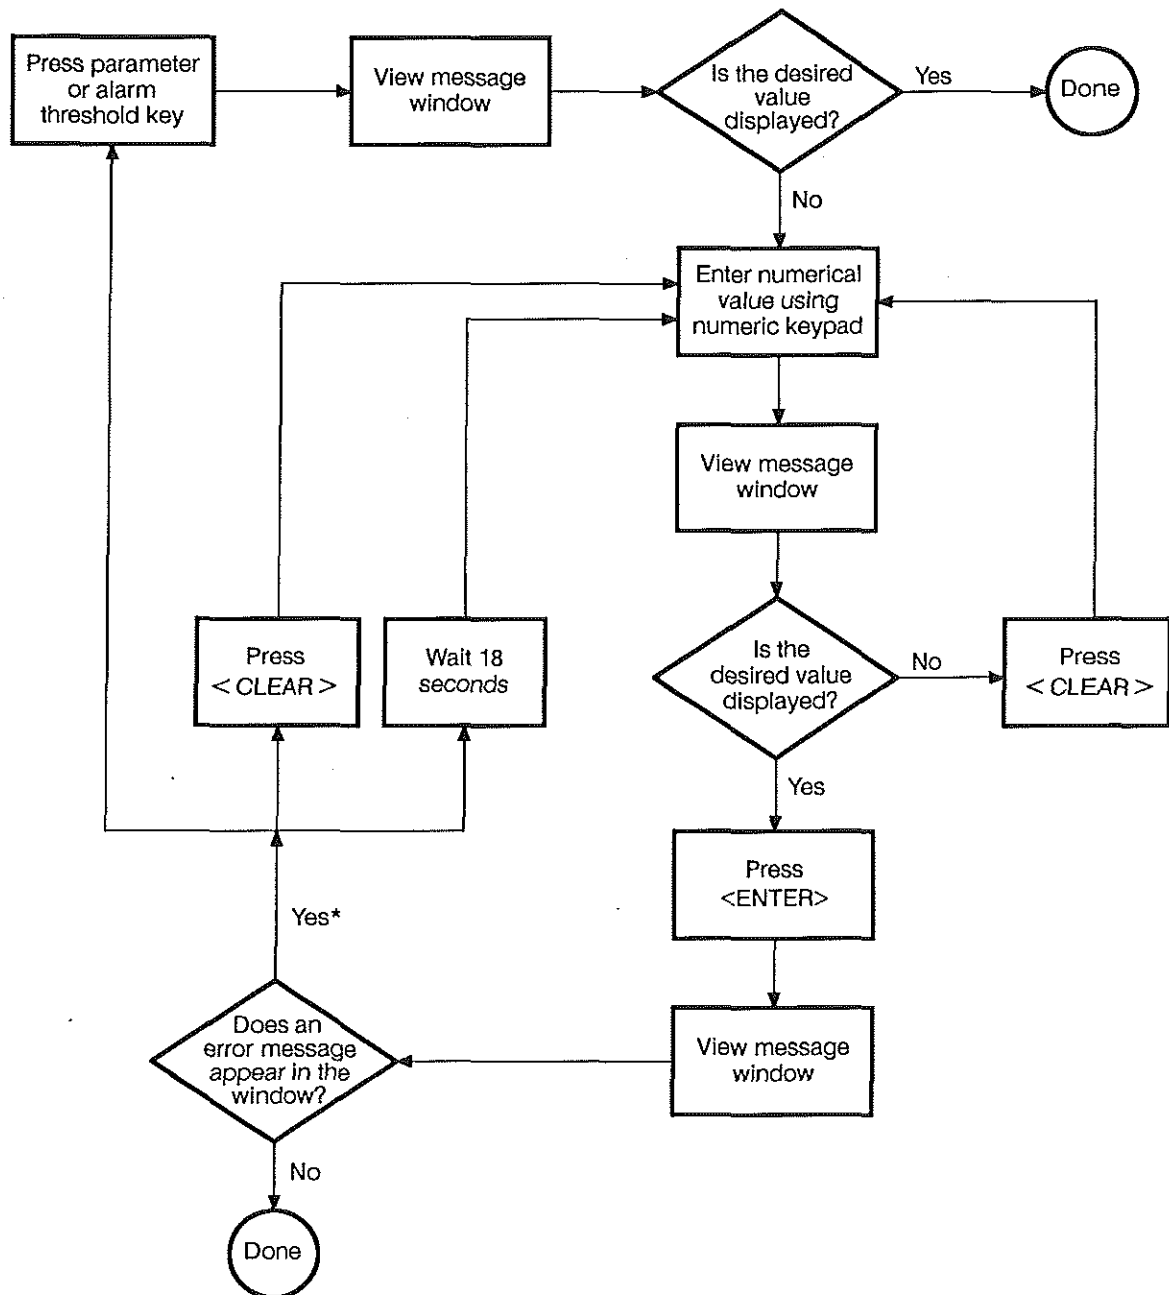 Press parameter
or alarm
threshold key
View message
window
Is the desired
value
displayed?
Yes
Done
No
Enter numerical
value using
numeric keypad
View message
window
Is the
desired value
displayed?
No
Press
< CLEAR >
Press
< CLEAR >
Wait 18
seconds
Yes
Press
<ENTER>
Yes*
View message
window
Does an
error message
appear in the
window?
No
Done